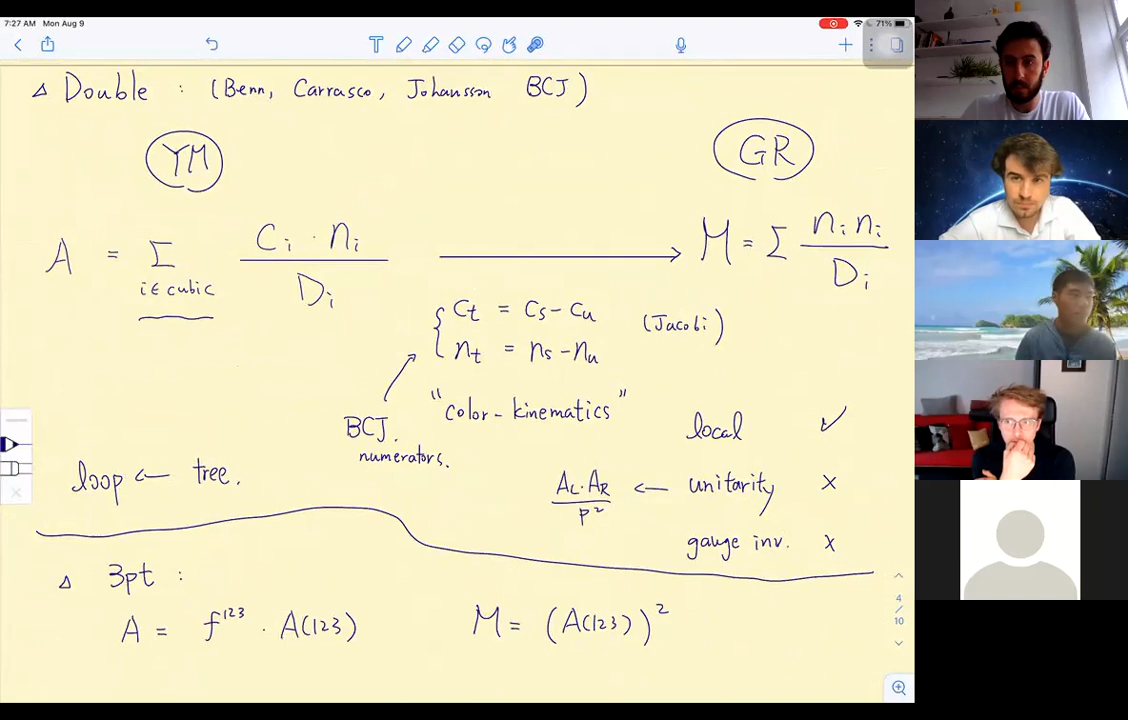 7:27 AM Mon Aug 9
71%
△ Double : (Benn, Carrasco, Johansson BCJ)
YM
GR
A = Σ i∈cubic Ci · ni / Di
M = Σ ni ni / Di
Ct = Cs - Cu (Jacobi)
nt = ns - nu
"color-kinematics"
BCJ.
numerators.
local ✓
loop ← tree.
AL·AR / P² ← unitarity ×
gauge inv. ×
△ 3pt :
A = f¹²³ · A(123)
M = (A(123))²
4
/
10